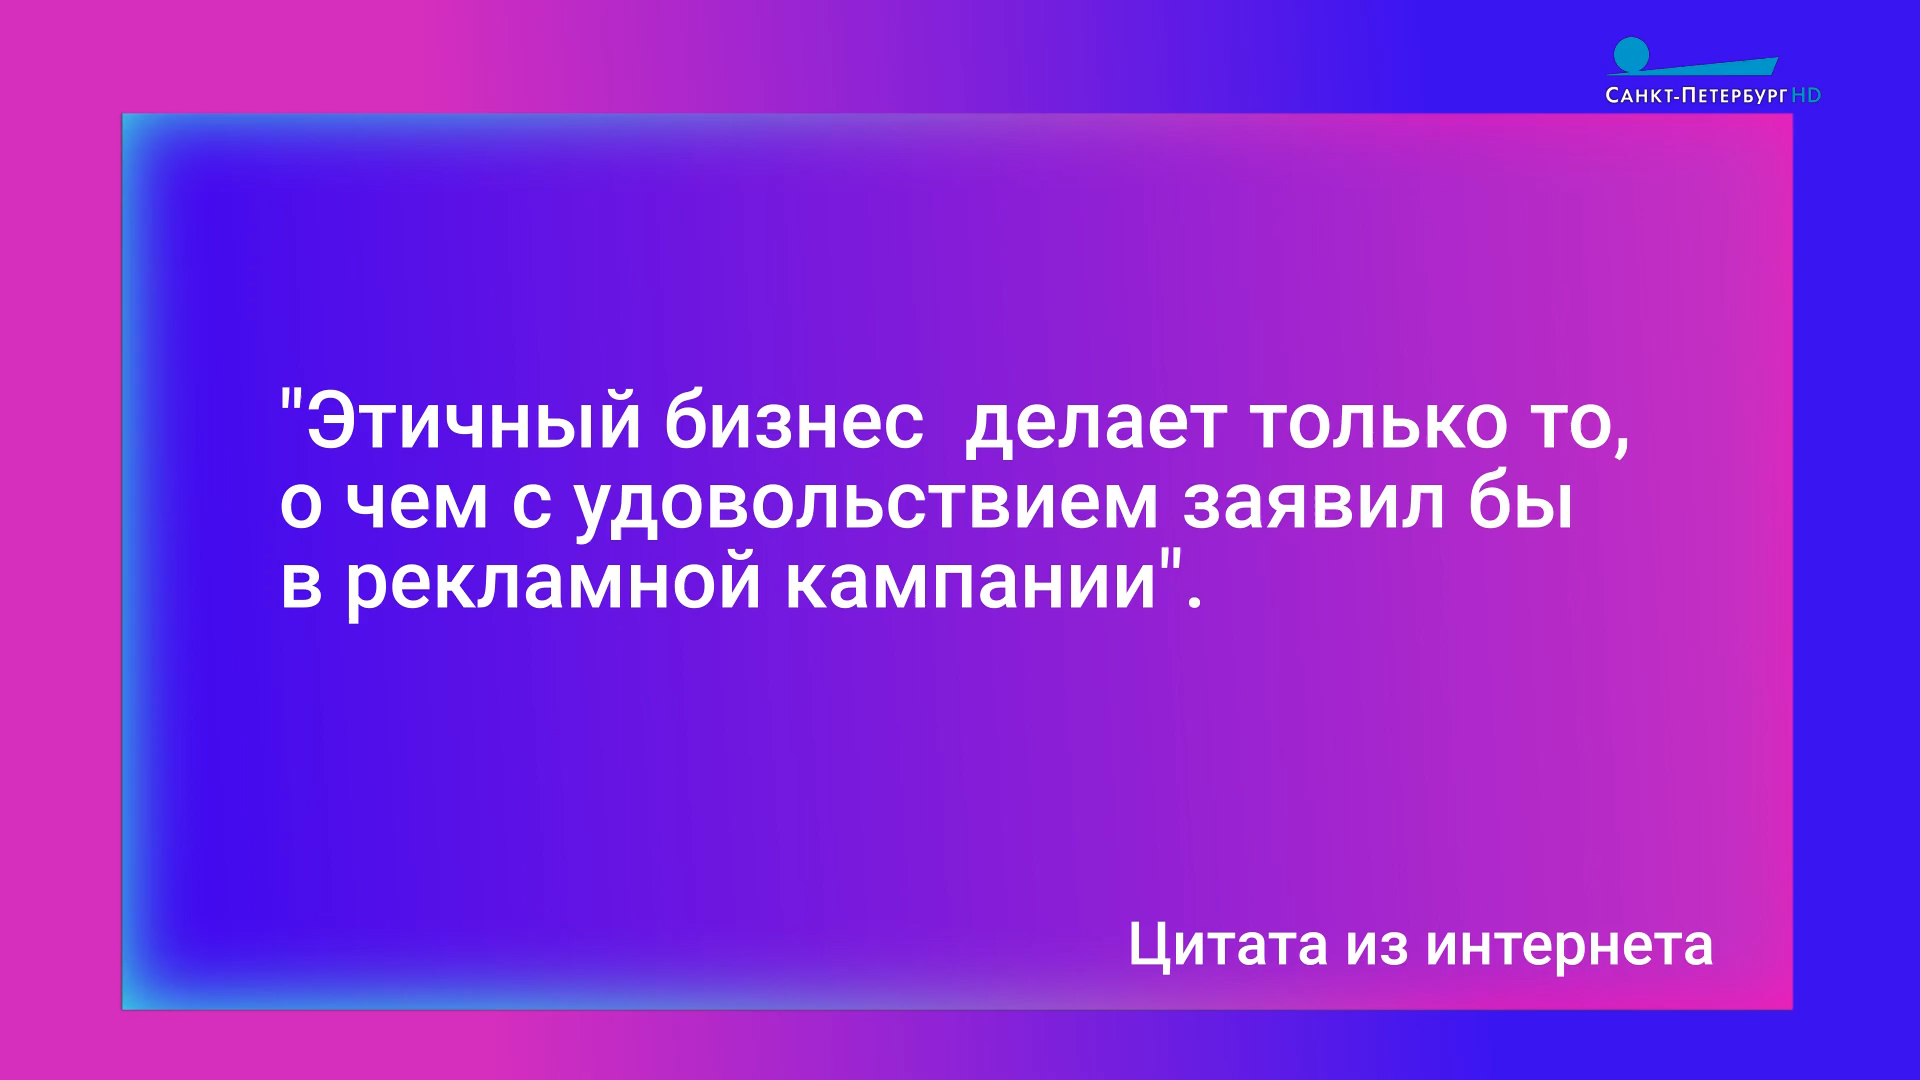 САНКТ-ПЕТЕРБУРГ HD
"Этичный бизнес  делает только то,
о чем с удовольствием заявил бы
в рекламной кампании".
Цитата из интернета